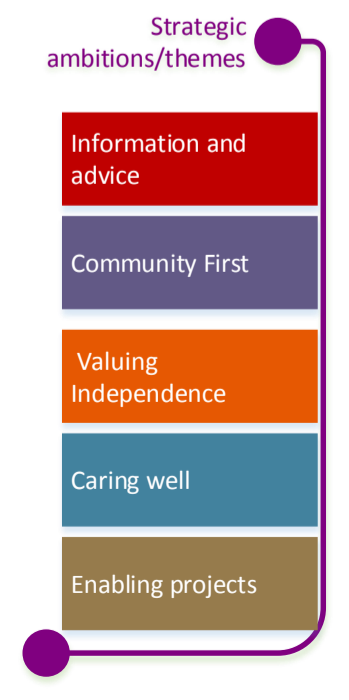 Strategic
ambitions/themes
Information and
advice
Community First
Valuing
Independence
Caring well
Enabling projects